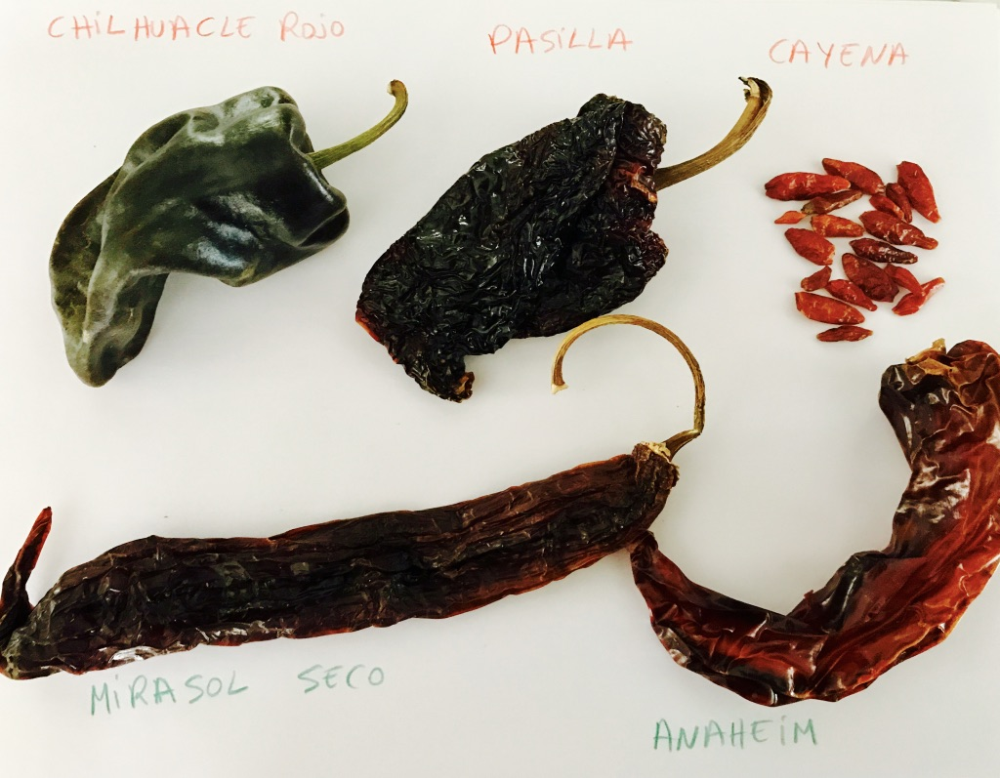 CHiLHUACLE ROJO
PASiLLA
CAYENA
MiRASOL SECO
ANAHEiM